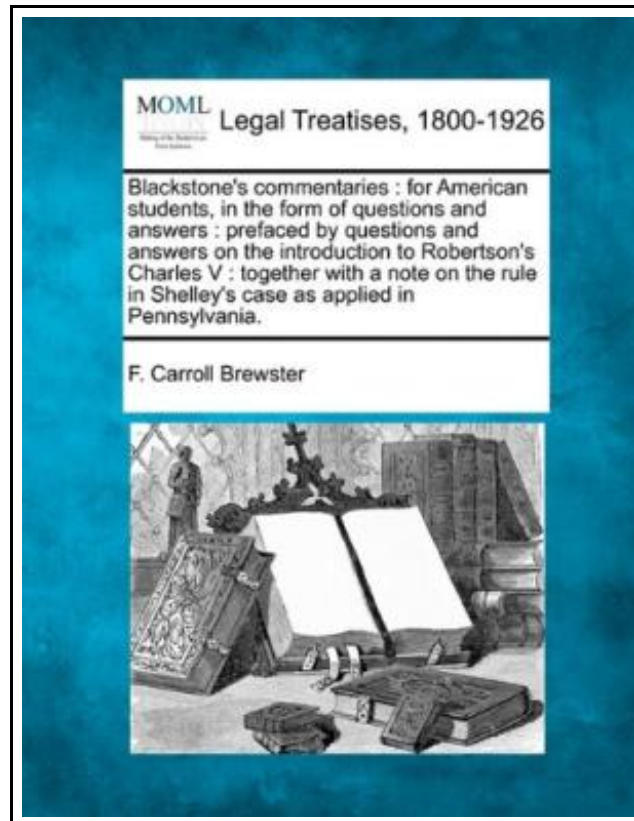 MOML
Legal Treatises, 1800-1926
Blackstone's commentaries : for American
students, in the form of questions and
answers : prefaced by questions and
answers on the introduction to Robertson's
Charles V : together with a note on the rule
in Shelley's case as applied in
Pennsylvania.
F. Carroll Brewster